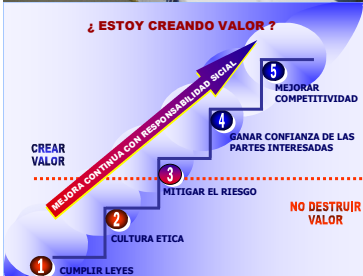 ¿ ESTOY CREANDO VALOR ?
MEJORA CONTINUA CON RESPONSABILIDAD SICIAL
5
MEJORAR
COMPETITIVIDAD
4
GANAR CONFIANZA DE LAS
PARTES INTERESADAS
CREAR
VALOR
3
MITIGAR EL RIESGO
NO DESTRUIR
VALOR
2
CULTURA ETICA
1
CUMPLIR LEYES